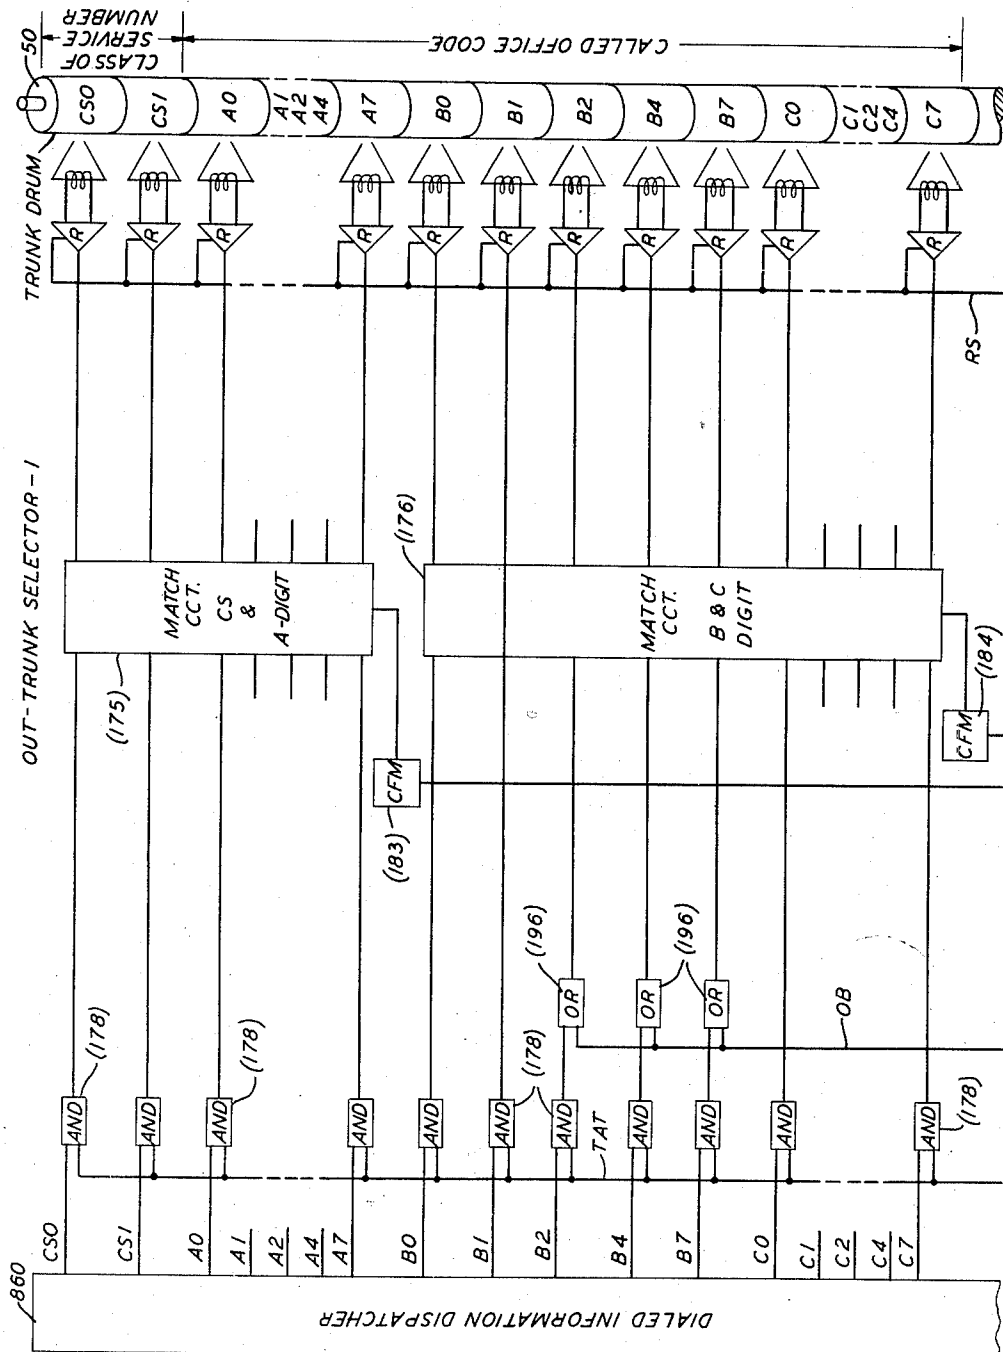 OUT-TRUNK SELECTOR-1
TRUNK DRUM
50
CLASS OF
SERVICE
NUMBER
CALLED OFFICE CODE
CS0
CS1
A0
A1
A2
A4
A7
B0
B1
B2
B4
B7
C0
C1
C2
C4
C7
R
R
R
R
R
R
R
R
R
R
R
RS
(175)
MATCH
CCT.
CS
&
A-DIGIT
(176)
MATCH
CCT.
B & C
DIGIT
CFM
(183)
CFM
(184)
(196)
OR
(196)
OR
OR
OB
(178)
AND
AND
AND
(178)
AND
AND
AND
(178)
AND
AND
AND
AND
AND
(178)
TAT
CS0
CS1
A0
A1
A2
A4
A7
B0
B1
B2
B4
B7
C0
C1
C2
C4
C7
860
DIALED INFORMATION DISPATCHER